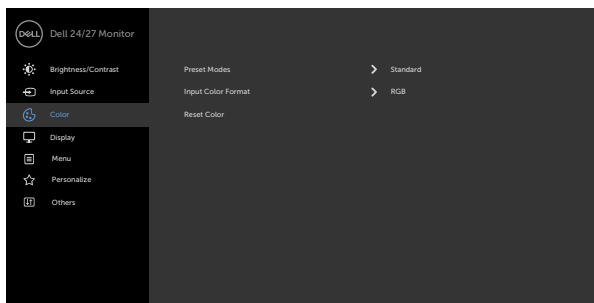 DELL Dell 24/27 Monitor
Brightness/Contrast Preset Modes Standard
Input Source Input Color Format RGB
Color Reset Color
Display
Menu
Personalize
Others